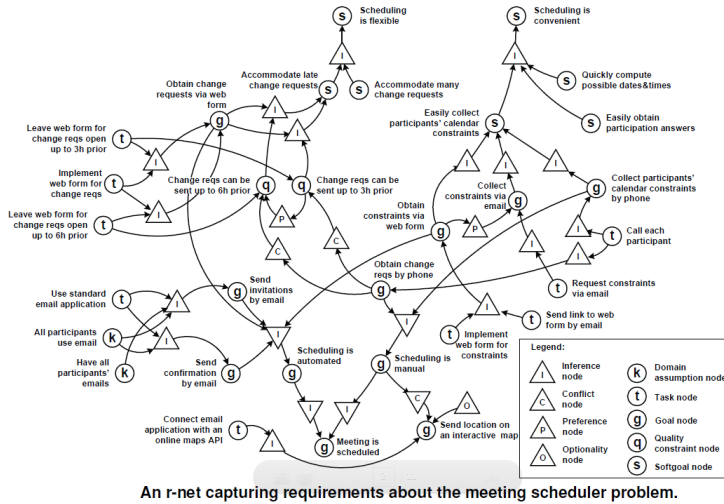 s
Scheduling
is flexible
s
Scheduling is
convenient
I
I
Accommodate late
change requests
s
s
Accommodate many
change requests
s
Quickly compute
possible dates&times
s
Easily obtain
participation answers
Obtain change
requests via web
form
g
I
I
Easily collect
participants' calendar
constraints
s
Leave web form for
change reqs open
up to 3h prior
t
I
Implement
web form for
change reqs
t
Leave web form for
change reqs open
up to 6h prior
t
I
Change reqs can be
sent up to 6h prior
q
q
Change reqs can be
sent up to 3h prior
P
C
C
I
I
I
Collect participants'
calendar constraints
by phone
g
Collect
constraints via
email
g
Obtain
constraints via
web form
g
P
I
I
I
t
Call each
participant
Obtain change
reqs by phone
g
t
Request constraints
via email
Use standard
email application
t
All participants
use email
k
Have all
participants'
emails
k
I
I
g
Send
invitations
by email
Send
confirmation
by email
g
I
I
I
t
Implement
web form for
constraints
t
Send link to web
form by email
Scheduling is
automated
g
g
Scheduling is
manual
I
I
C
O
Connect email
application with an
online maps API
t
I
g
Meeting is
scheduled
g
Send location on
an interactive map
Legend:
I
Inference
node
C
Conflict
node
P
Preference
node
O
Optionality
node
k
Domain
assumption node
t
Task node
g
Goal node
q
Quality
constraint node
s
Softgoal node
An r-net capturing requirements about the meeting scheduler problem.